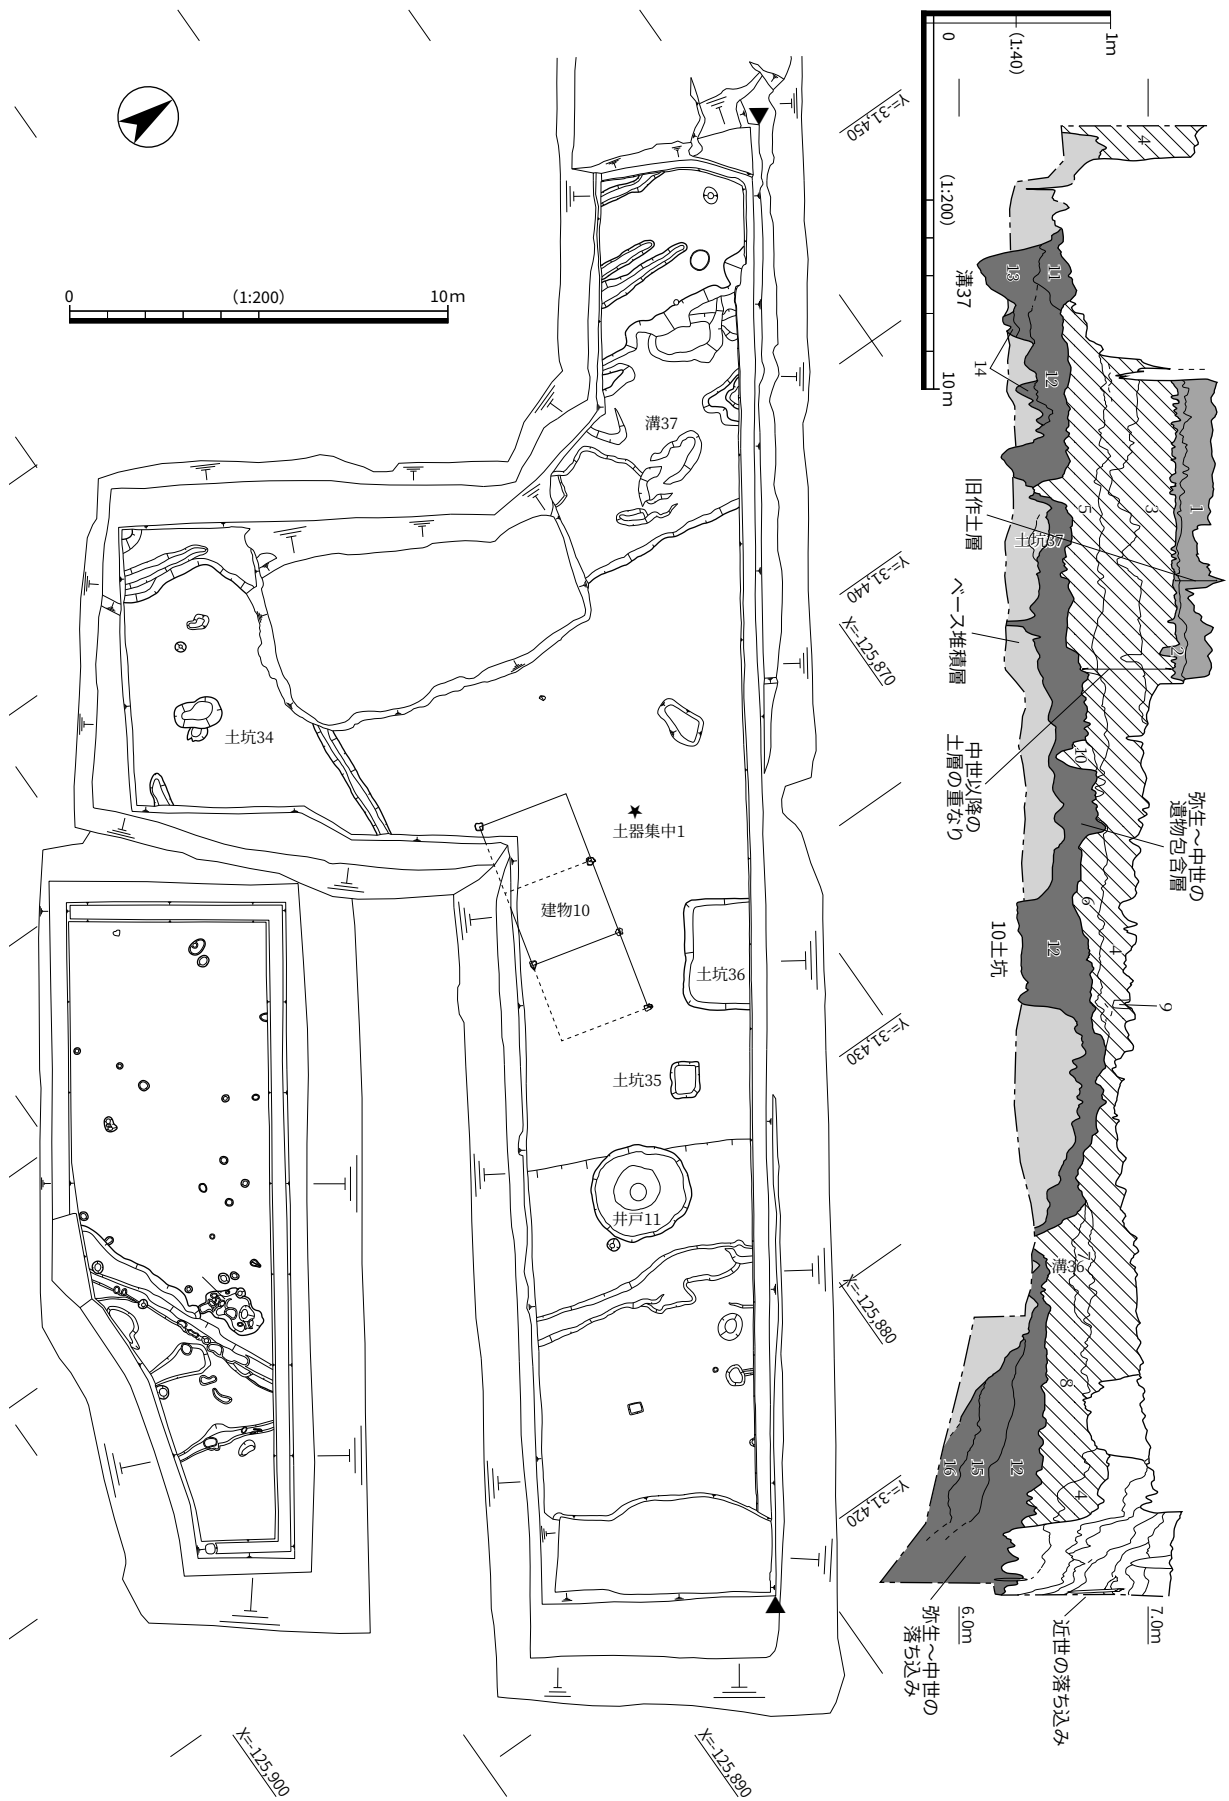 0
(1:200)
10m
溝37
土坑34
土器集中1
建物10
土坑36
土坑35
井戸11
Y=-31,450
Y=-31,440
X=-125,870
Y=-31,430
X=-125,880
Y=-31,420
X=-125,900
X=-125,890
0
(1:40)
1m
(1:200)
10m
4
溝37
13
11
14
12
旧作土層
土坑37
5
3
1
2
ベース堆積層
中世以降の
土層の重なり
10
弥生～中世の
遺物包含層
6
4
9
10土坑
12
7
溝36
8
16
15
12
4
弥生～中世の
落ち込み
6.0m
近世の落ち込み
7.0m